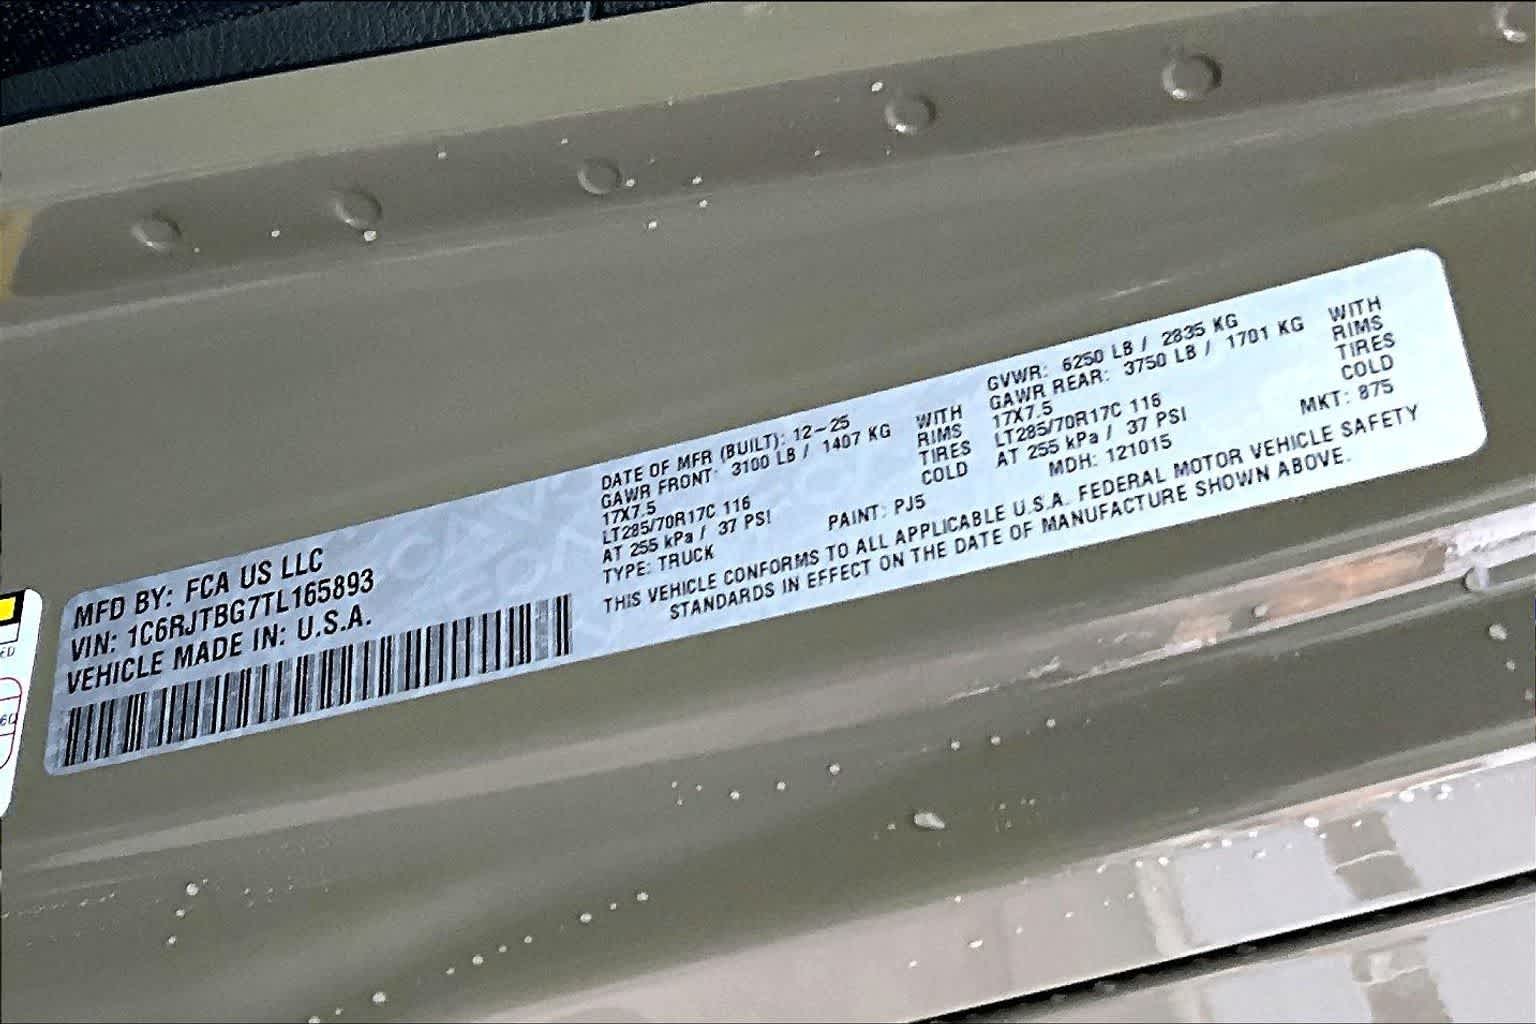 MFD BY: FCA US LLC
VIN: 1C6RJTBG7TL165893
VEHICLE MADE IN: U.S.A.
DATE OF MFR (BUILT): 12-25
GAWR FRONT: 3100 LB / 1407 KG WITH
17X7.5 RIMS
LT285/70R17C 116 TIRES
AT 255 kPa / 37 PSI COLD
TYPE: TRUCK PAINT: PJ5
GVWR: 6250 LB / 2835 KG
GAWR REAR: 3750 LB / 1701 KG WITH
17X7.5 RIMS
LT285/70R17C 116 TIRES
AT 255 kPa / 37 PSI COLD
MDH: 121015 MKT: 875
THIS VEHICLE CONFORMS TO ALL APPLICABLE U.S.A. FEDERAL MOTOR VEHICLE SAFETY
STANDARDS IN EFFECT ON THE DATE OF MANUFACTURE SHOWN ABOVE.